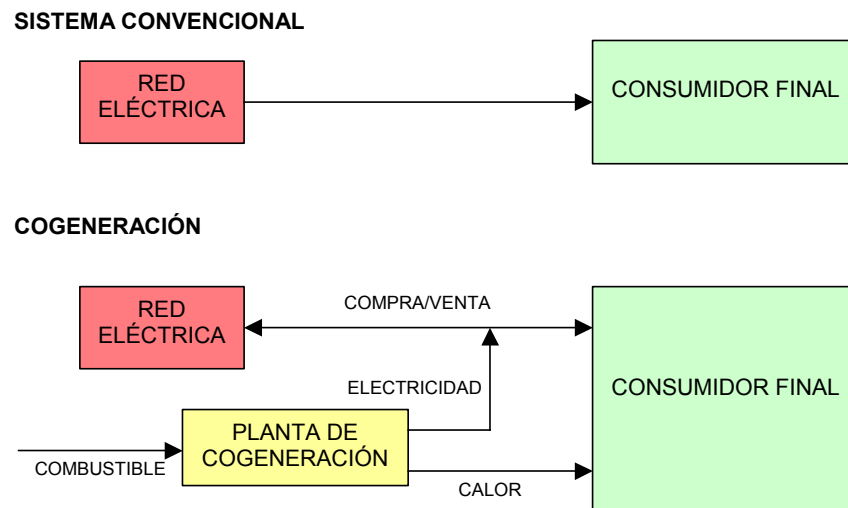 SISTEMA CONVENCIONAL
RED
ELÉCTRICA
CONSUMIDOR FINAL
COGENERACIÓN
RED
ELÉCTRICA
COMPRA/VENTA
CONSUMIDOR FINAL
ELECTRICIDAD
PLANTA DE
COGENERACIÓN
COMBUSTIBLE
CALOR